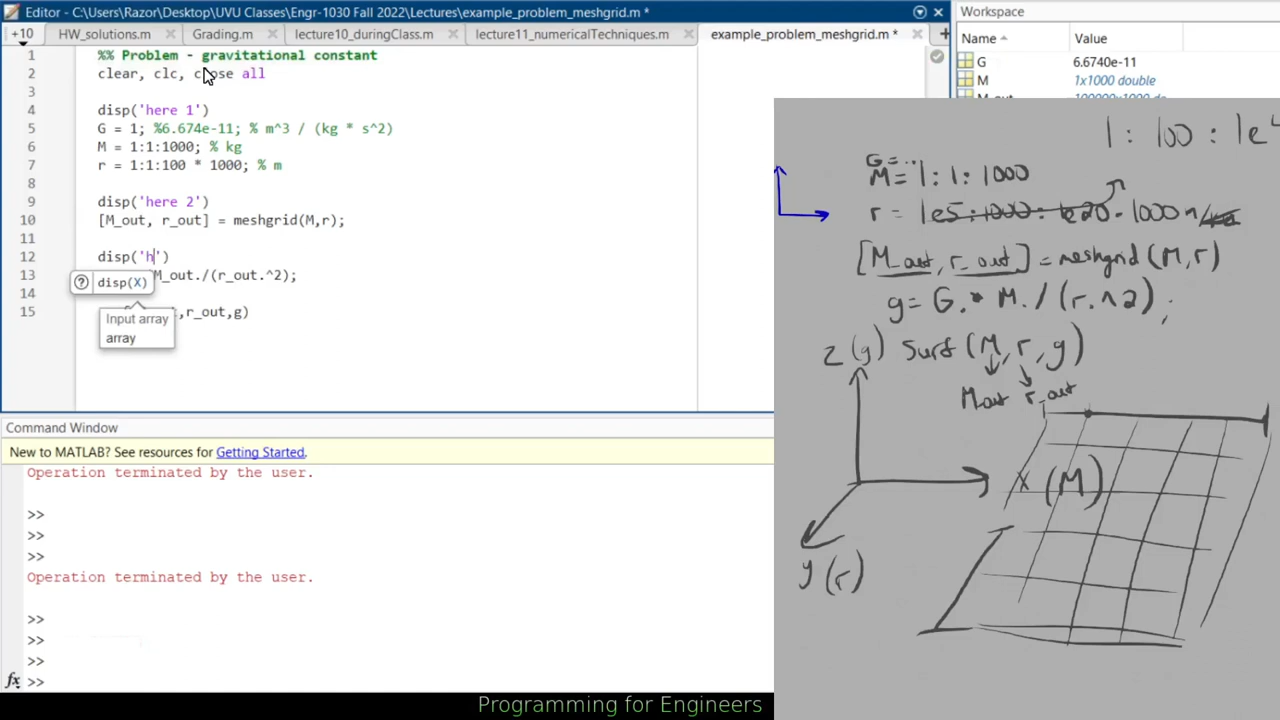 Editor - C:\Users\Razor\Desktop\UVU Classes\Engr-1030 Fall 2022\Lectures\example_problem_meshgrid.m *
+10 HW_solutions.m Grading.m lecture10_duringClass.m lecture11_numericalTechniques.m example_problem_meshgrid.m *
1 %% Problem - gravitational constant
2 clear, clc, close all
3
4 disp('here 1')
5 G = 1; %6.674e-11; % m^3 / (kg * s^2)
6 M = 1:1:1000; % kg
7 r = 1:1:100 * 1000; % m
8
9 disp('here 2')
10 [M_out, r_out] = meshgrid(M,r);
11
12 disp('h')
13 M_out./(r_out.^2);
14
15 ,r_out,g)
disp(X)
Input array
array
Workspace
Name Value
G 6.6740e-11
M 1x1000 double
1 : 100 : 1e
G = ..
M = 1 : 1 : 1000
r = 1e5 : 1000 :
[M_out, r_out] = meshgrid(M, r)
g = G .* M ./ (r.^2) ;
z (g) Surf (M, r, g)
M_out r_out
X (M)
y (r)
Command Window
New to MATLAB? See resources for Getting Started.
Operation terminated by the user.
>>
>>
>>
Operation terminated by the user.
>>
>>
>>
fx >>
Programming for Engineers